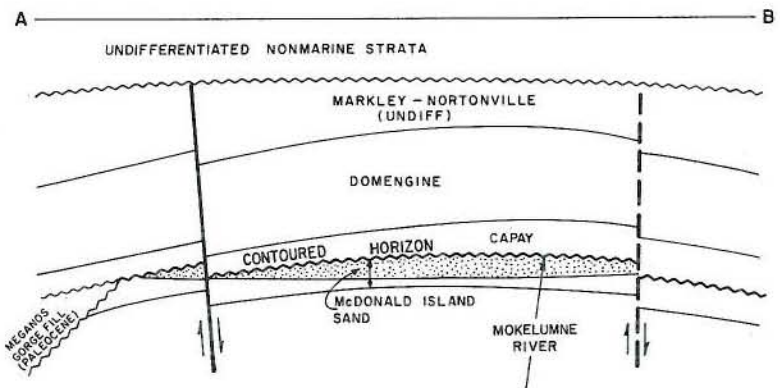 A
B
UNDIFFERENTIATED NONMARINE STRATA
MARKLEY - NORTONVILLE
(UNDIFF)
DOMENGINE
CONTOURED HORIZON CAPAY
McDONALD ISLAND
SAND
MOKELUMNE
RIVER
MEGANOS
GORGE FILL
(PALEOCENE)